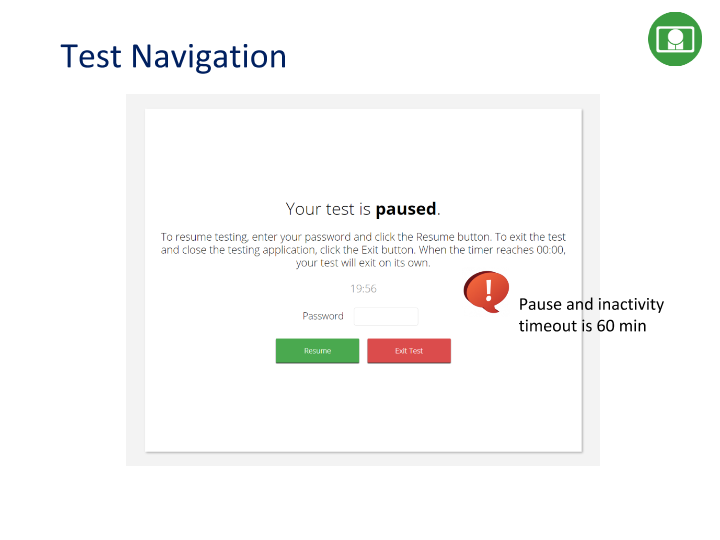 Test Navigation
Your test is paused.
To resume testing, enter your password and click the Resume button. To exit the test
and close the testing application, click the Exit button. When the timer reaches 00:00,
your test will exit on its own.
19:56
!
Pause and inactivity
timeout is 60 min
Password
Resume Exit Test